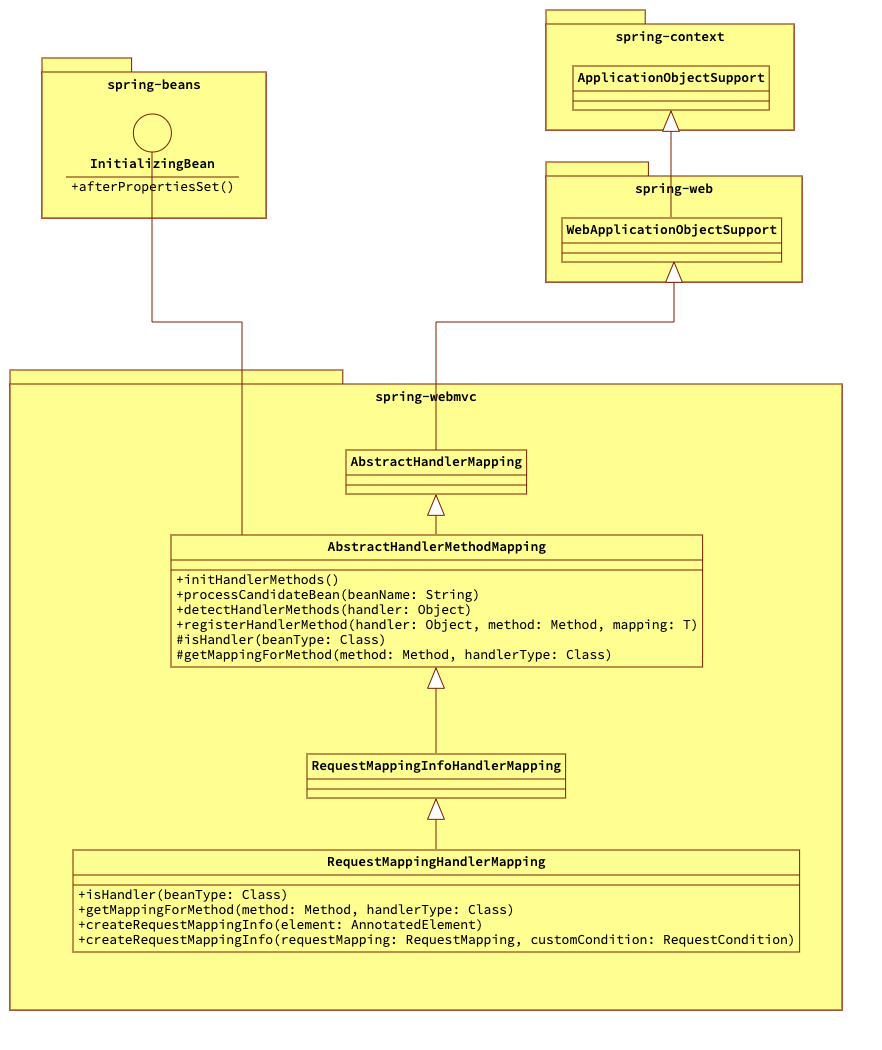 spring-context
ApplicationObjectSupport
spring-beans
InitializingBean
+afterPropertiesSet()
spring-web
WebApplicationObjectSupport
spring-webmvc
AbstractHandlerMapping
AbstractHandlerMethodMapping
+initHandlerMethods()
+processCandidateBean(beanName: String)
+detectHandlerMethods(handler: Object)
+registerHandlerMethod(handler: Object, method: Method, mapping: T)
#isHandler(beanType: Class)
#getMappingForMethod(method: Method, handlerType: Class)
RequestMappingInfoHandlerMapping
RequestMappingHandlerMapping
+isHandler(beanType: Class)
+getMappingForMethod(method: Method, handlerType: Class)
+createRequestMappingInfo(element: AnnotatedElement)
+createRequestMappingInfo(requestMapping: RequestMapping, customCondition: RequestCondition)